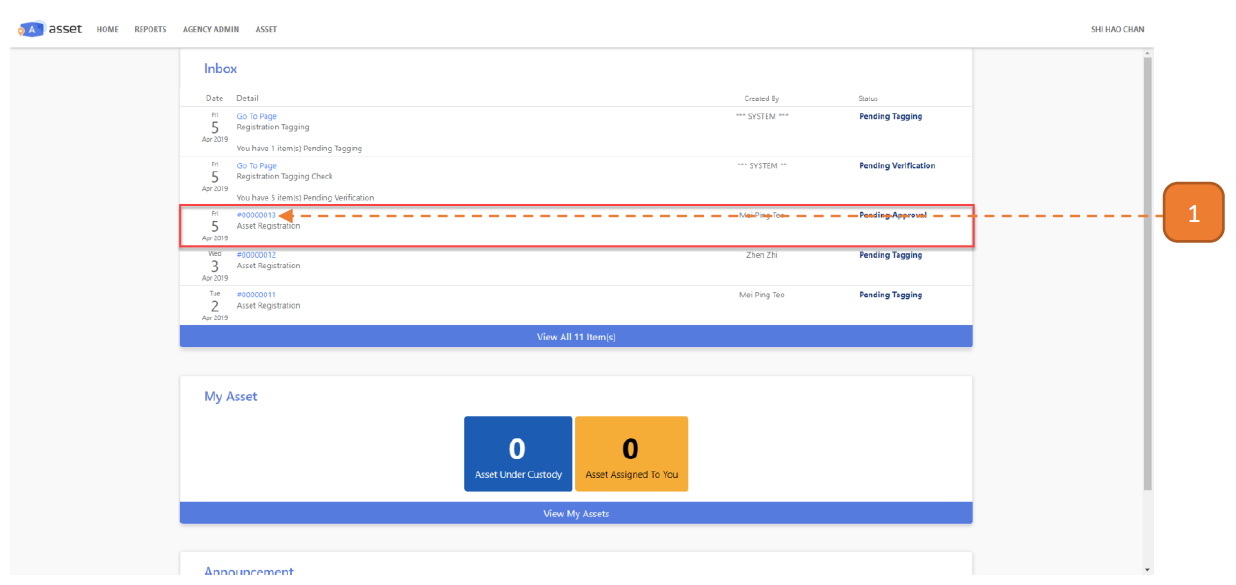 A asset HOME REPORTS AGENCY ADMIN ASSET SHI HAO CHAN
Inbox
Date Detail Created By Status
Fri Go To Page *** SYSTEM *** Pending Tagging
5 Registration Tagging
Apr 2019
You have 1 item(s) Pending Tagging
Fri Go To Page *** SYSTEM ** Pending Verification
5 Registration Tagging Check
Apr 2019
You have 5 item(s) Pending Verification
Fri #00000013 Mei Ping Teo Pending Approval 1
5 Asset Registration
Apr 2019
Wed #00000012 Zhen Zhi Pending Tagging
3 Asset Registration
Apr 2019
Tue #00000011 Mei Ping Teo Pending Tagging
2 Asset Registration
Apr 2019
View All 11 Item(s)
My Asset
0 0
Asset Under Custody Asset Assigned To You
View My Assets
Announcement